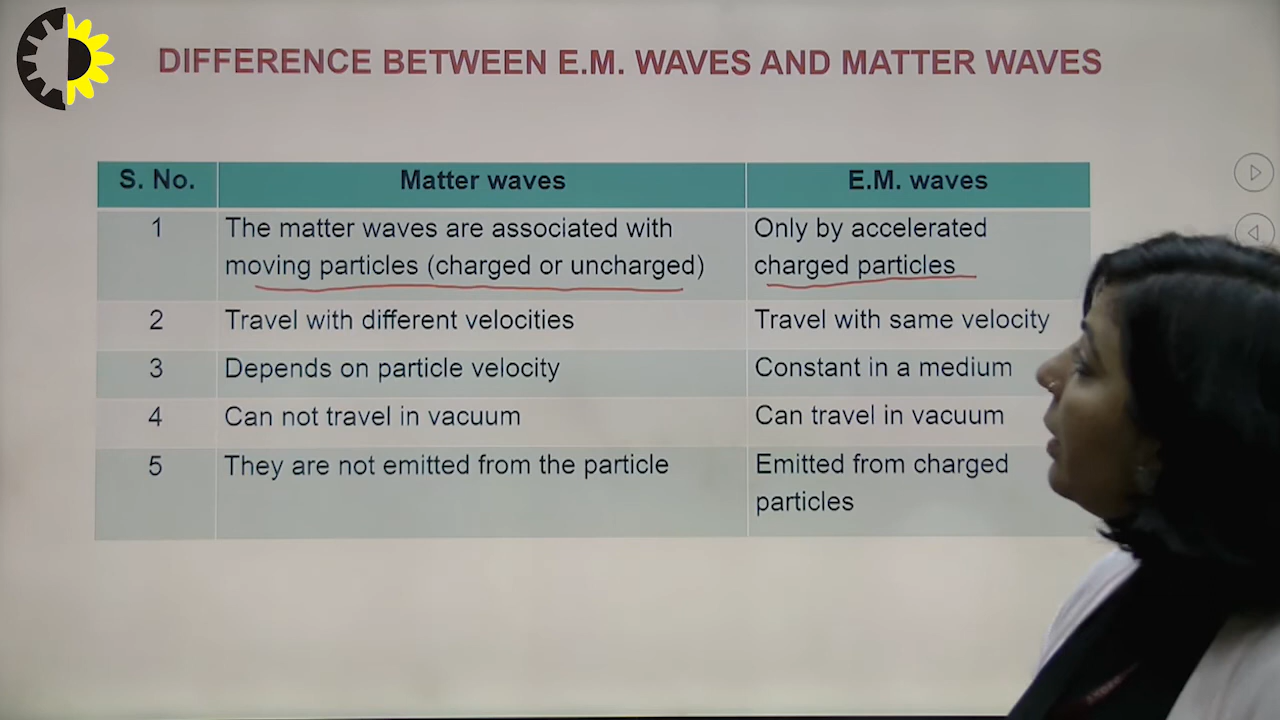 DIFFERENCE BETWEEN E.M. WAVES AND MATTER WAVES
S. No. Matter waves E.M. waves
1 The matter waves are associated with Only by accelerated
moving particles (charged or uncharged) charged particles
2 Travel with different velocities Travel with same velocity
3 Depends on particle velocity Constant in a medium
4 Can not travel in vacuum Can travel in vacuum
5 They are not emitted from the particle Emitted from charged
particles